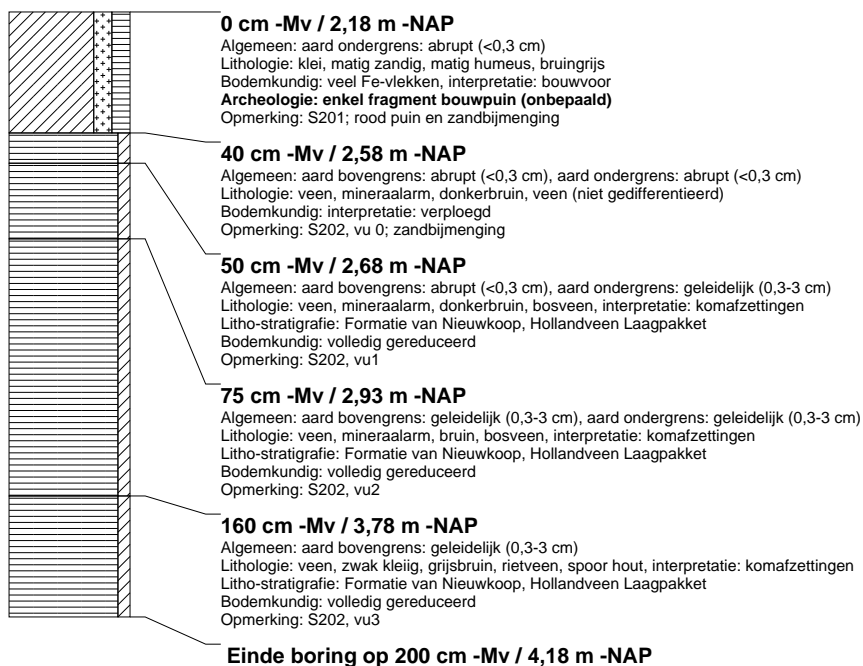 0 cm -Mv / 2,18 m -NAP
Algemeen: aard ondergrens: abrupt (<0,3 cm)
Lithologie: klei, matig zandig, matig humeus, bruingrijs
Bodemkundig: veel Fe-vlekken, interpretatie: bouwvoor
Archeologie: enkel fragment bouwpuin (onbepaald)
Opmerking: S201; rood puin en zandbijmenging
40 cm -Mv / 2,58 m -NAP
Algemeen: aard bovengrens: abrupt (<0,3 cm), aard ondergrens: abrupt (<0,3 cm)
Lithologie: veen, mineraalarm, donkerbruin, veen (niet gedifferentieerd)
Bodemkundig: interpretatie: verploegd
Opmerking: S202, vu 0; zandbijmenging
50 cm -Mv / 2,68 m -NAP
Algemeen: aard bovengrens: abrupt (<0,3 cm), aard ondergrens: geleidelijk (0,3-3 cm)
Lithologie: veen, mineraalarm, donkerbruin, bosveen, interpretatie: komafzettingen
Litho-stratigrafie: Formatie van Nieuwkoop, Hollandveen Laagpakket
Bodemkundig: volledig gereduceerd
Opmerking: S202, vu1
75 cm -Mv / 2,93 m -NAP
Algemeen: aard bovengrens: geleidelijk (0,3-3 cm), aard ondergrens: geleidelijk (0,3-3 cm)
Lithologie: veen, mineraalarm, bruin, bosveen, interpretatie: komafzettingen
Litho-stratigrafie: Formatie van Nieuwkoop, Hollandveen Laagpakket
Bodemkundig: volledig gereduceerd
Opmerking: S202, vu2
160 cm -Mv / 3,78 m -NAP
Algemeen: aard bovengrens: geleidelijk (0,3-3 cm)
Lithologie: veen, zwak kleiig, grijsbruin, rietveen, spoor hout, interpretatie: komafzettingen
Litho-stratigrafie: Formatie van Nieuwkoop, Hollandveen Laagpakket
Bodemkundig: volledig gereduceerd
Opmerking: S202, vu3
Einde boring op 200 cm -Mv / 4,18 m -NAP